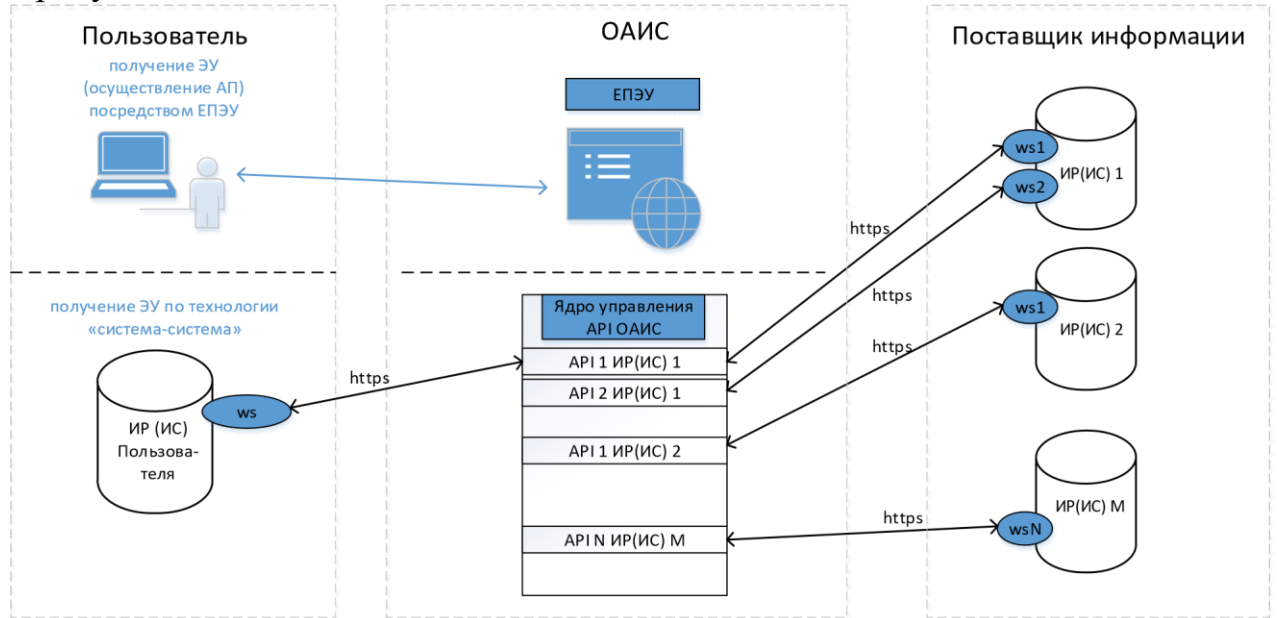 Пользователь
получение ЭУ
(осуществление АП)
посредством ЕПЭУ
получение ЭУ по технологии
«система-система»
ИР (ИС)
Пользова-
теля
ws
https
ОАИС
ЕПЭУ
Ядро управления
API ОАИС
API 1 ИР(ИС) 1
API 2 ИР(ИС) 1
API 1 ИР(ИС) 2
API N ИР(ИС) M
https
https
https
https
Поставщик информации
ws1
ws2
ИР(ИС) 1
ws1
ИР(ИС) 2
wsN
ИР(ИС) M